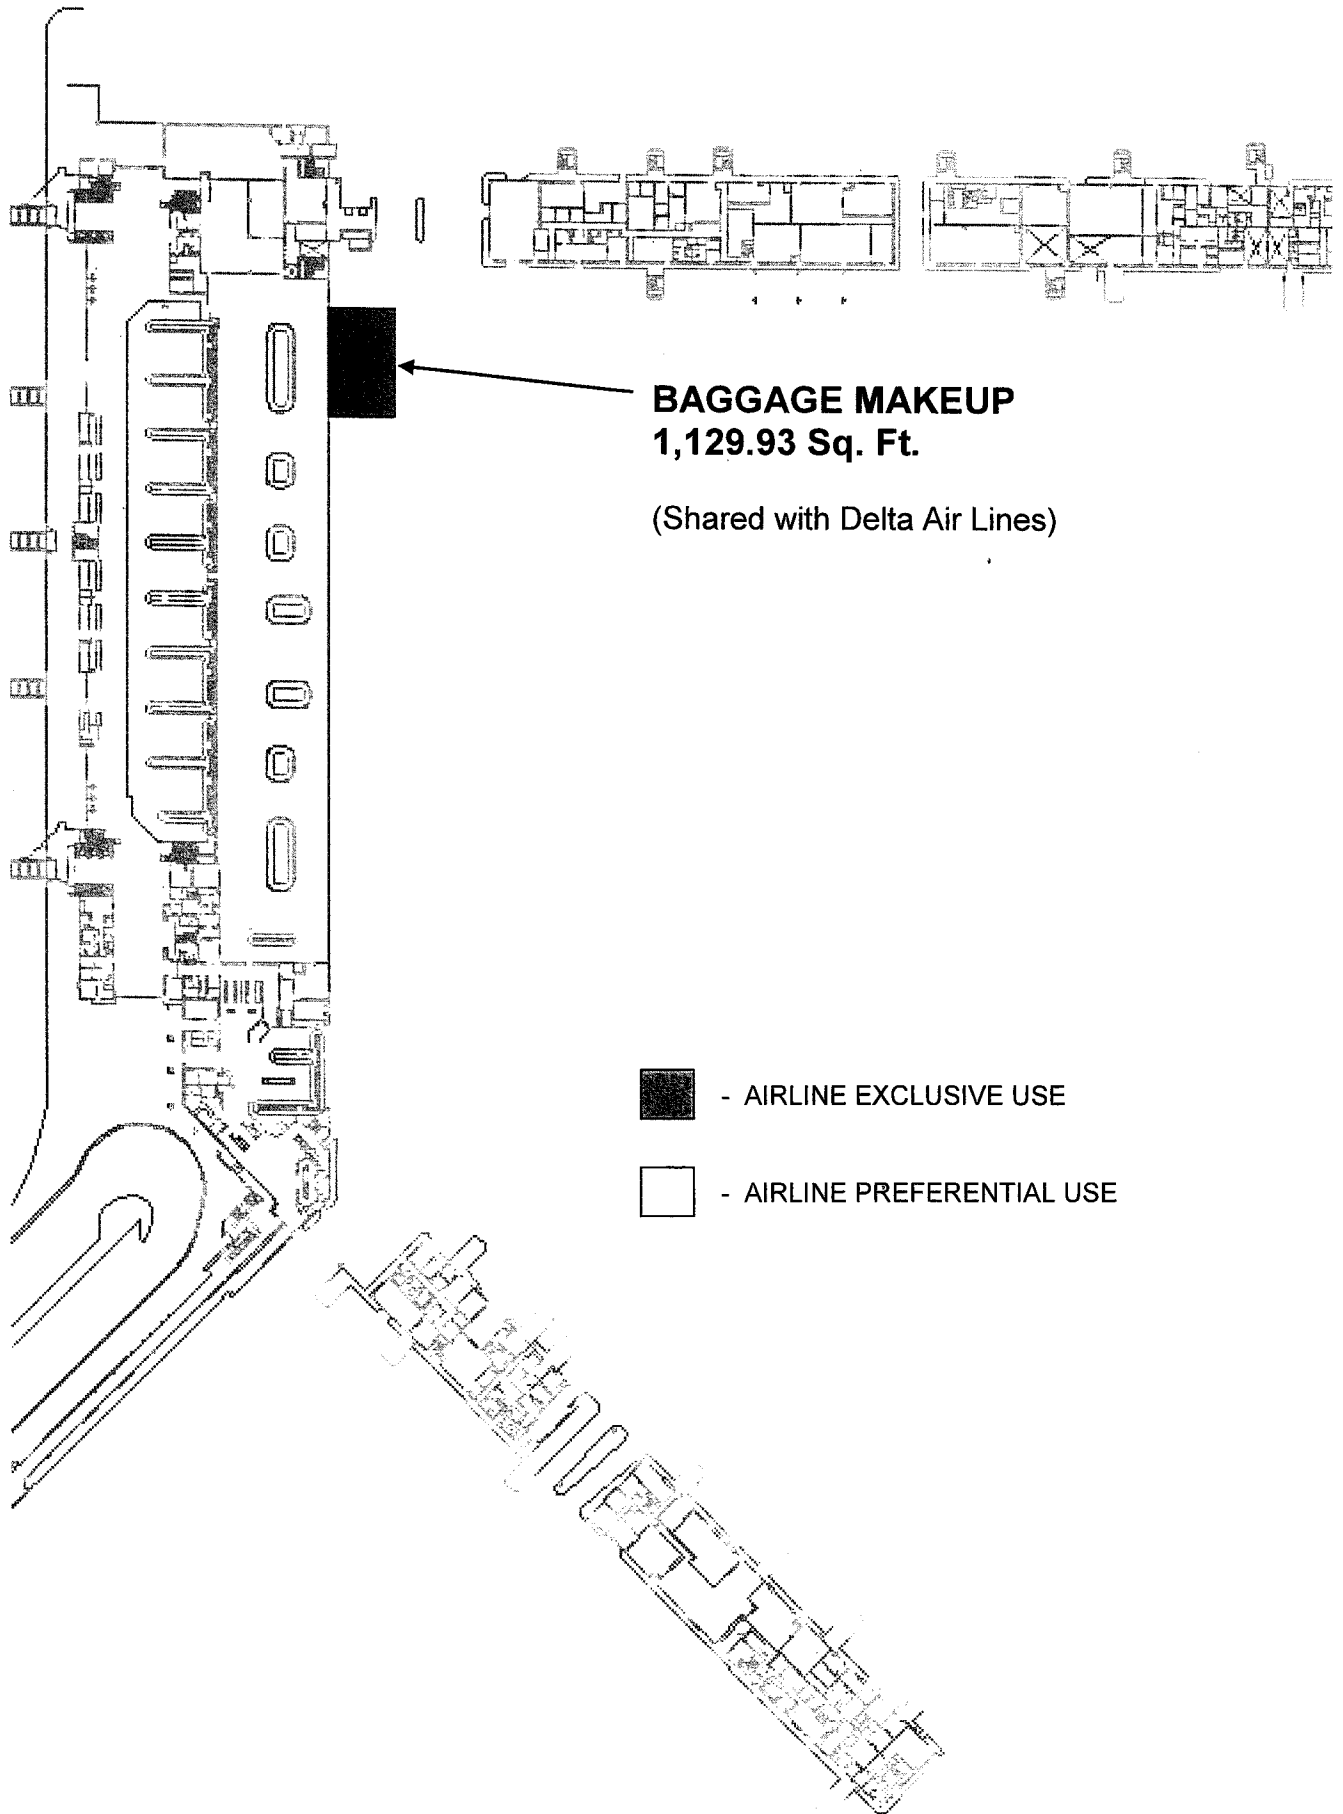 BAGGAGE MAKEUP
1,129.93 Sq. Ft.
(Shared with Delta Air Lines)
- AIRLINE EXCLUSIVE USE
- AIRLINE PREFERENTIAL USE